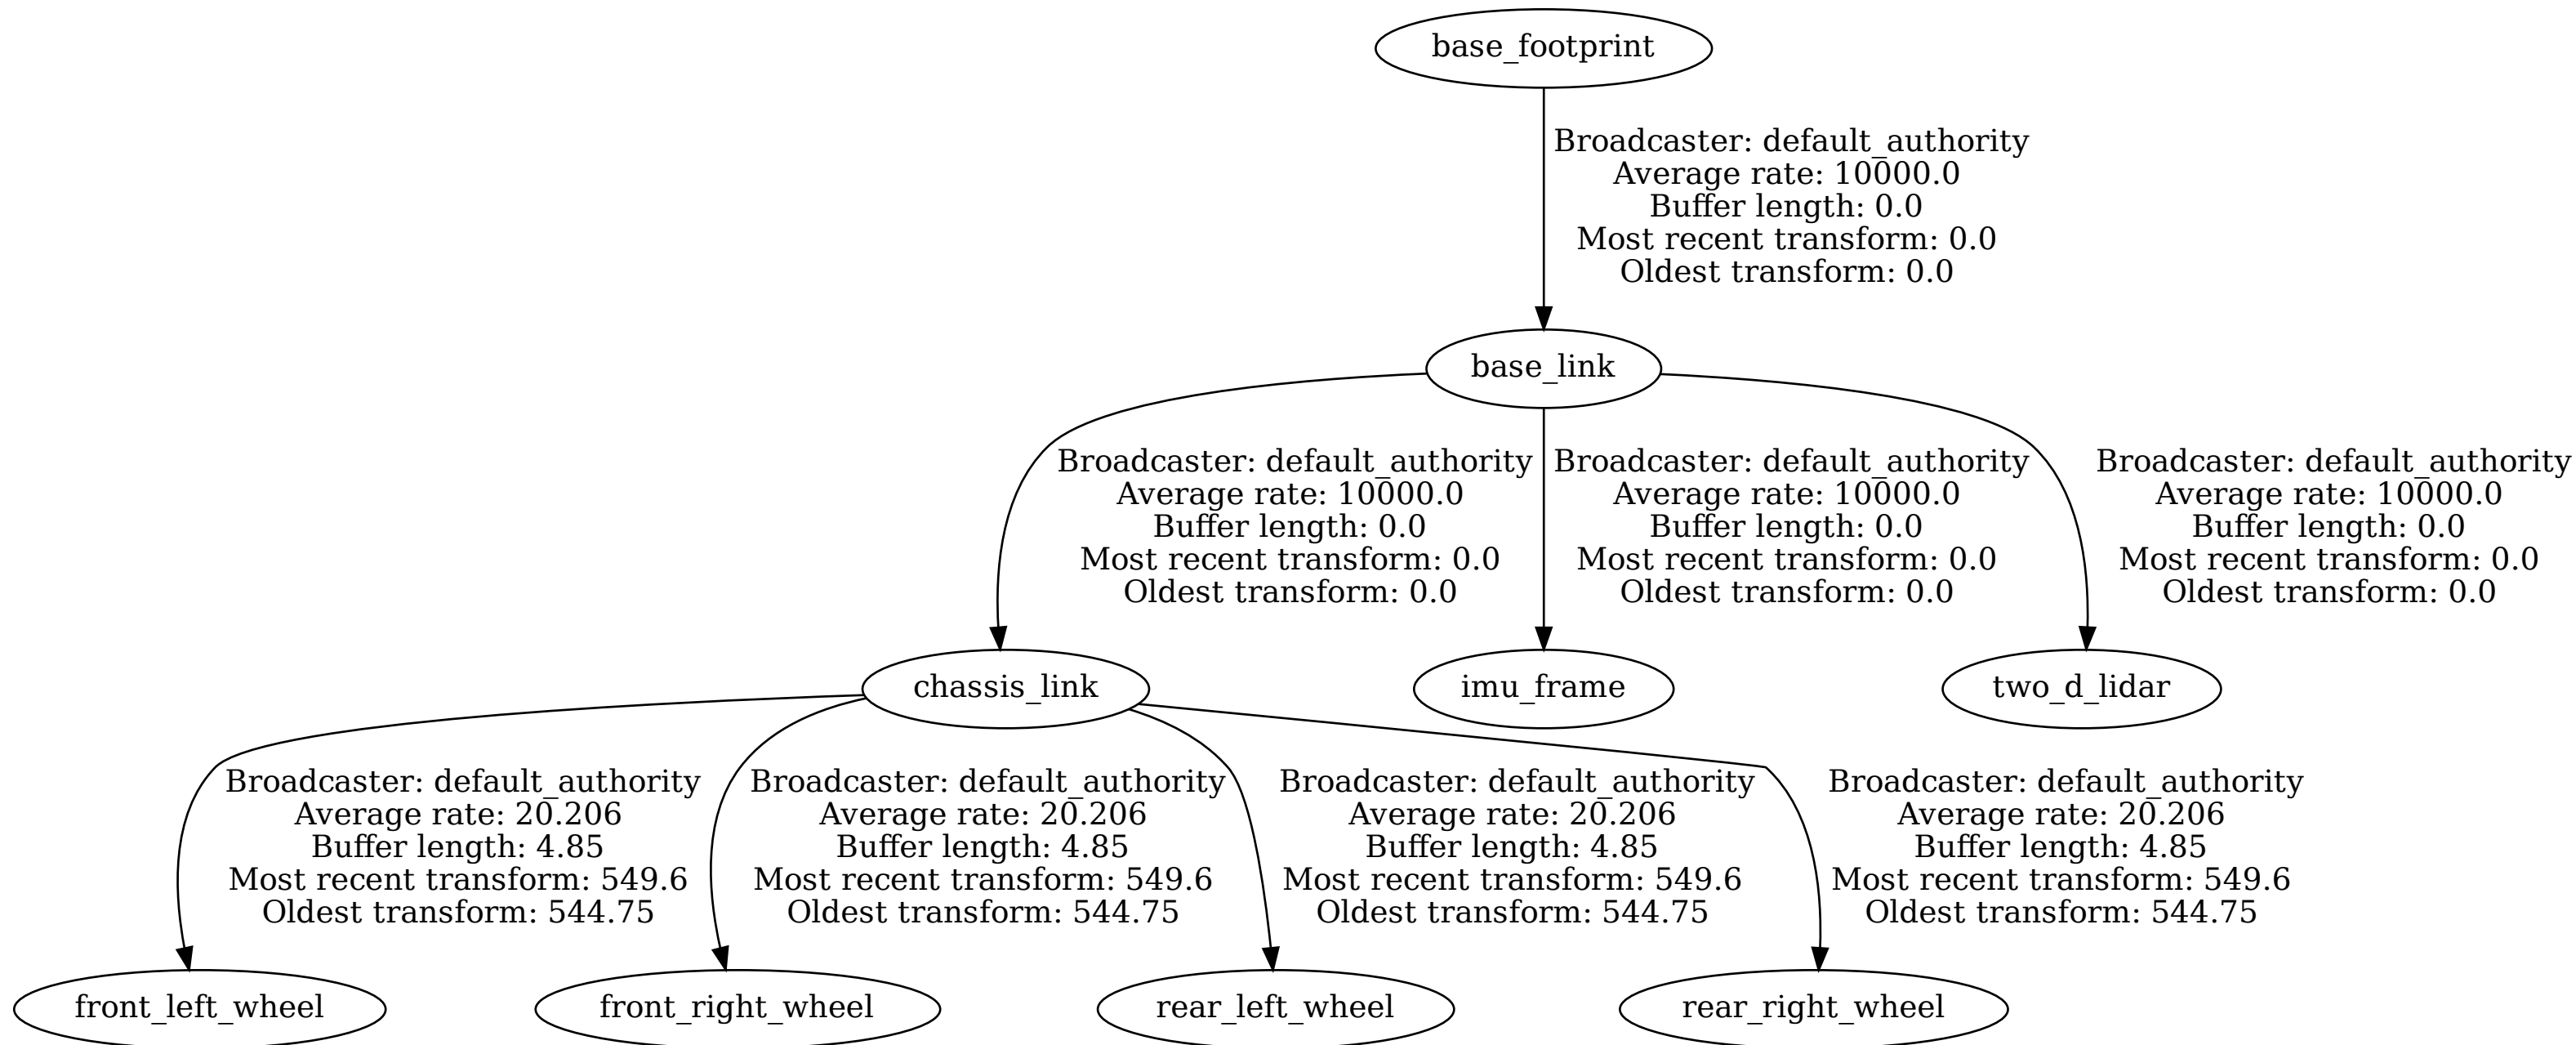 base_footprint
Broadcaster: default_authority
Average rate: 10000.0
Buffer length: 0.0
Most recent transform: 0.0
Oldest transform: 0.0
base_link
Broadcaster: default_authority
Average rate: 10000.0
Buffer length: 0.0
Most recent transform: 0.0
Oldest transform: 0.0
Broadcaster: default_authority
Average rate: 10000.0
Buffer length: 0.0
Most recent transform: 0.0
Oldest transform: 0.0
Broadcaster: default_authority
Average rate: 10000.0
Buffer length: 0.0
Most recent transform: 0.0
Oldest transform: 0.0
chassis_link
imu_frame
two_d_lidar
Broadcaster: default_authority
Average rate: 20.206
Buffer length: 4.85
Most recent transform: 549.6
Oldest transform: 544.75
Broadcaster: default_authority
Average rate: 20.206
Buffer length: 4.85
Most recent transform: 549.6
Oldest transform: 544.75
Broadcaster: default_authority
Average rate: 20.206
Buffer length: 4.85
Most recent transform: 549.6
Oldest transform: 544.75
Broadcaster: default_authority
Average rate: 20.206
Buffer length: 4.85
Most recent transform: 549.6
Oldest transform: 544.75
front_left_wheel
front_right_wheel
rear_left_wheel
rear_right_wheel